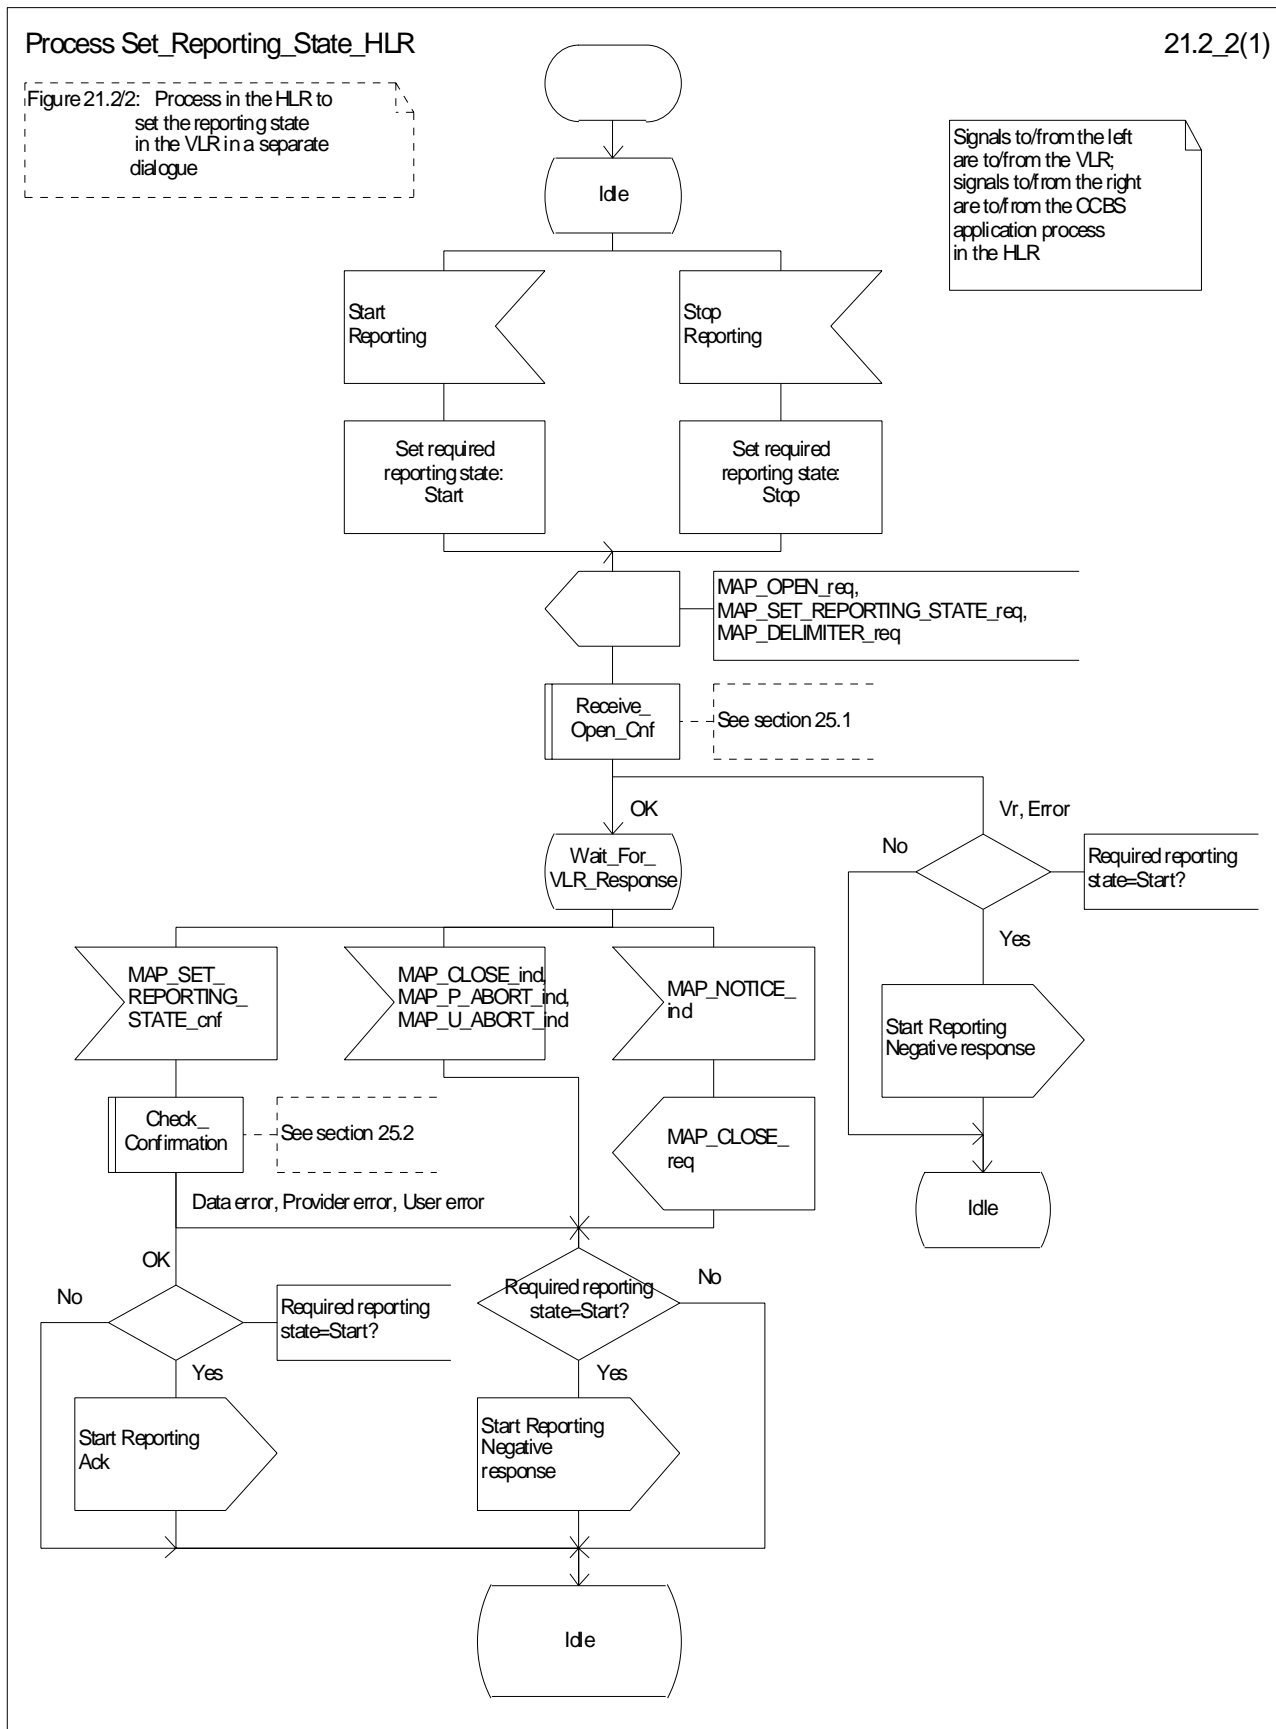 Process Set_Reporting_State_HLR
21.2_2(1)
Figure 21.2/2: Process in the HLR to
set the reporting state
in the VLR in a separate
dialogue
Signals to/from the left
are to/from the VLR;
signals to/from the right
are to/from the CCBS
application process
in the HLR
Idle
Start
Reporting
Stop
Reporting
Set required
reporting state:
Start
Set required
reporting state:
Stop
MAP_OPEN_req,
MAP_SET_REPORTING_STATE_req,
MAP_DELIMITER_req
Receive_
Open_Cnf
See section 25.1
OK
Vr, Error
Wait_For_
VLR_Response
No
Required reporting
state=Start?
Yes
MAP_SET_
REPORTING_
STATE_cnf
MAP_CLOSE_ind,
MAP_P_ABORT_ind,
MAP_U_ABORT_ind
MAP_NOTICE_
ind
Start Reporting
Negative response
Check_
Confirmation
See section 25.2
MAP_CLOSE_
req
Data error, Provider error, User error
Idle
OK
No
Required reporting
state=Start?
Required reporting
state=Start?
No
Yes
Yes
Start Reporting
Ack
Start Reporting
Negative
response
Idle